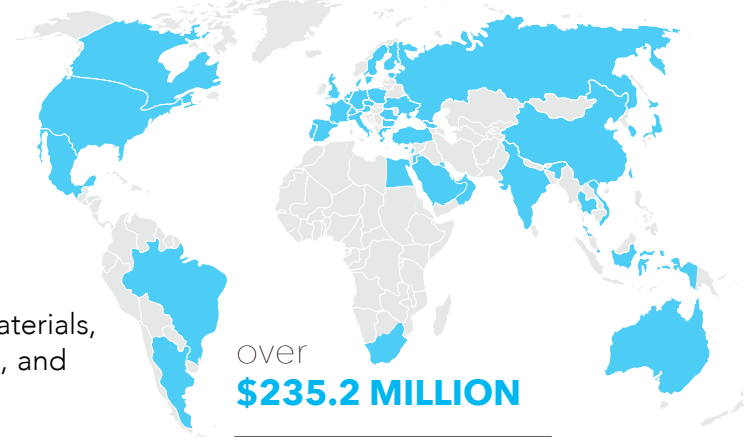 aterials,
, and
over
$235.2 MILLION